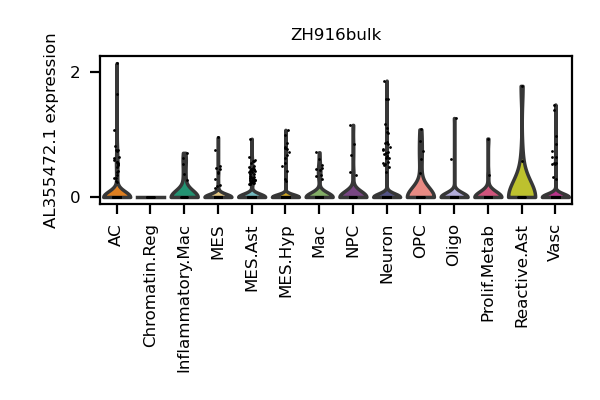 ZH916bulk
AL355472.1 expression
2
0
AC
Chromatin.Reg
Inflammatory.Mac
MES
MES.Ast
MES.Hyp
Mac
NPC
Neuron
OPC
Oligo
Prolif.Metab
Reactive.Ast
Vasc